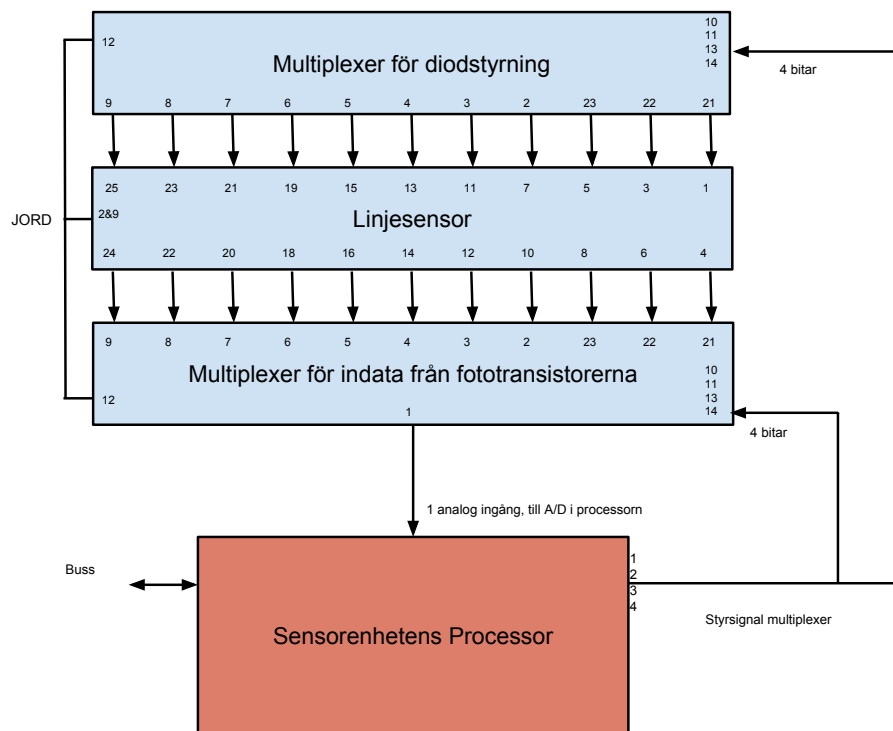 10
11
12
13
Multiplexer för diodstyrning
14
4 bitar
9 8 7 6 5 4 3 2 23 22 21
25 23 21 19 15 13 11 7 5 3 1
JORD
2&9
Linjesensor
24 22 20 18 16 14 12 10 8 6 4
9 8 7 6 5 4 3 2 23 22 21
Multiplexer för indata från fototransistorerna
10
11
12
13
1
14
4 bitar
1 analog ingång, till A/D i processorn
Buss
1
2
3
4
Styrsignal multiplexer
Sensorenhetens Processor